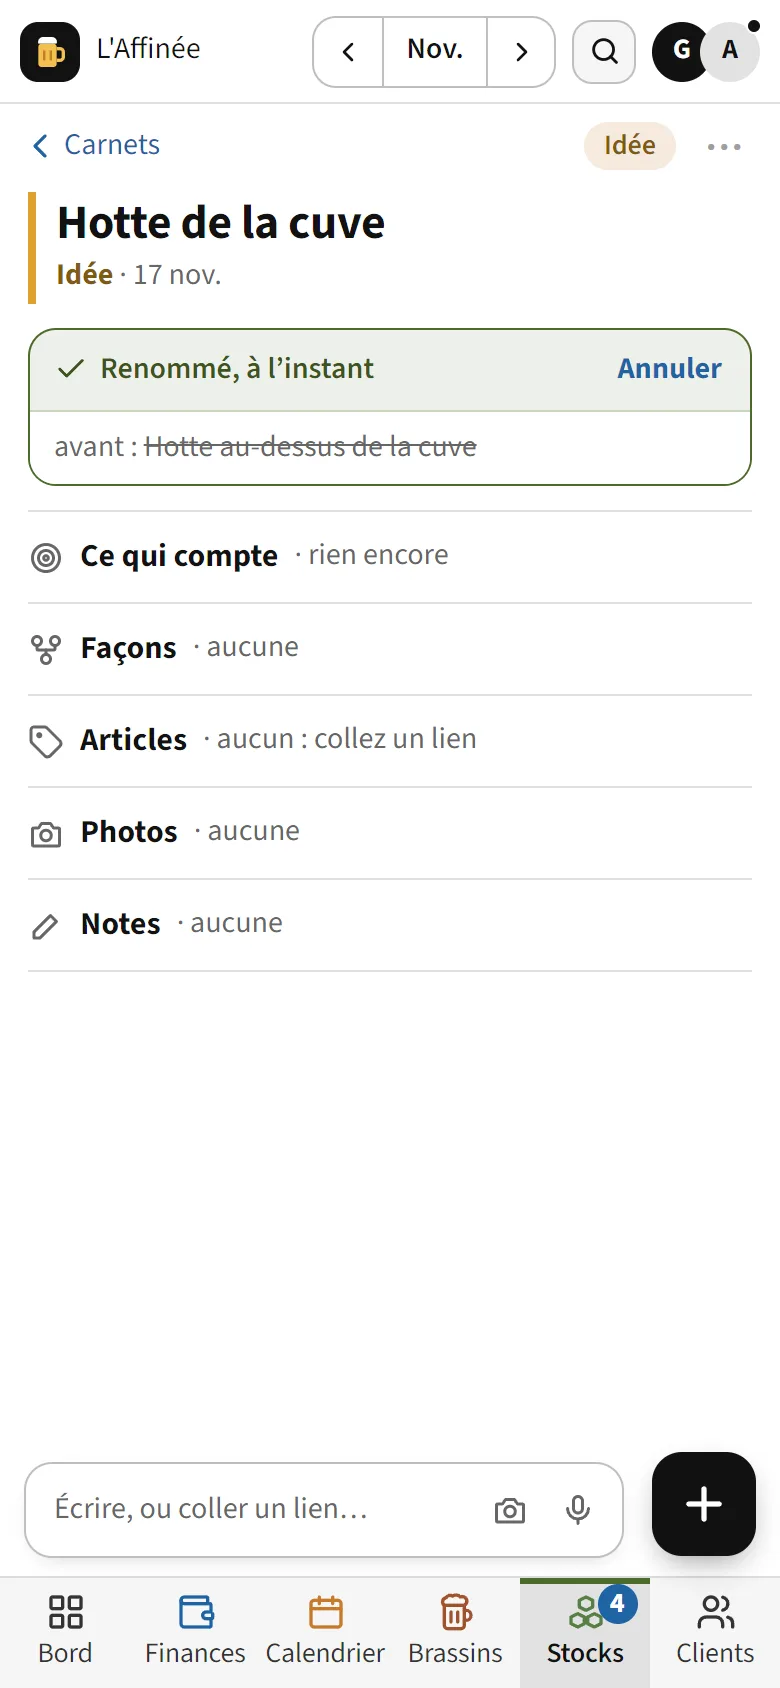 L'Affinée
Nov.
G
A
Carnets
Idée
Hotte de la cuve
Idée · 17 nov.
Renommé, à l’instant
Annuler
avant : Hotte au-dessus de la cuve
Ce qui compte · rien encore
Façons · aucune
Articles · aucun : collez un lien
Photos · aucune
Notes · aucune
Écrire, ou coller un lien…
4
Bord
Finances
Calendrier
Brassins
Stocks
Clients